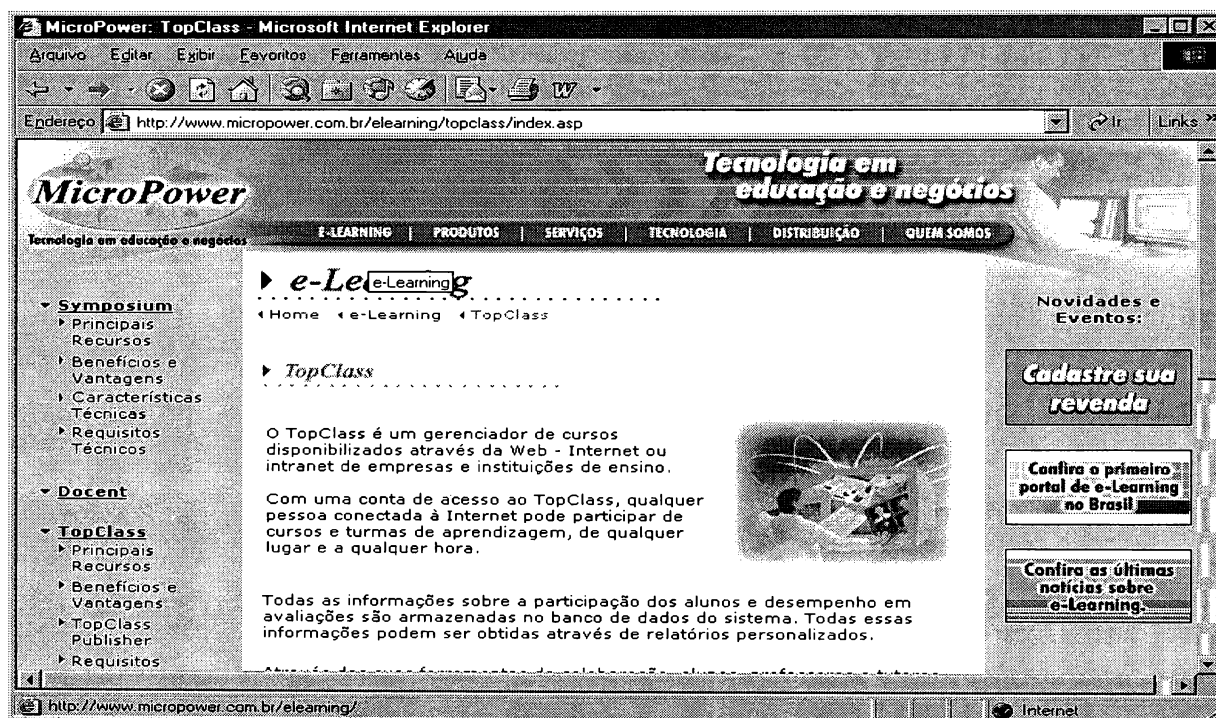 MicroPower: TopClass - Microsoft Internet Explorer
Arquivo Editar Exibir Favoritos Ferramentas Ajuda
Endereço http://www.micropower.com.br/elearning/topclass/index.asp Ir Links »
MicroPower
Tecnologia em educação e negócios
Tecnologia em
educação e negócios
E-LEARNING | PRODUTOS | SERVIÇOS | TECNOLOGIA | DISTRIBUIÇÃO | QUEM SOMOS
Symposium
Principais
Recursos
Benefícios e
Vantagens
Características
Técnicas
Requisitos
Técnicos
Docent
TopClass
Principais
Recursos
Benefícios e
Vantagens
TopClass
Publisher
Requisitos
e-Learning
Home e-Learning TopClass
TopClass
O TopClass é um gerenciador de cursos
disponibilizados através da Web - Internet ou
intranet de empresas e instituições de ensino.
Com uma conta de acesso ao TopClass, qualquer
pessoa conectada à Internet pode participar de
cursos e turmas de aprendizagem, de qualquer
lugar e a qualquer hora.
Todas as informações sobre a participação dos alunos e desempenho em
avaliações são armazenadas no banco de dados do sistema. Todas essas
informações podem ser obtidas através de relatórios personalizados.
Novidades e
Eventos:
Cadastre sua
revenda
Confira o primeiro
portal de e-Learning
no Brasil
Confira as últimas
notícias sobre
e-Learning.
http://www.micropower.com.br/elearning/
Internet